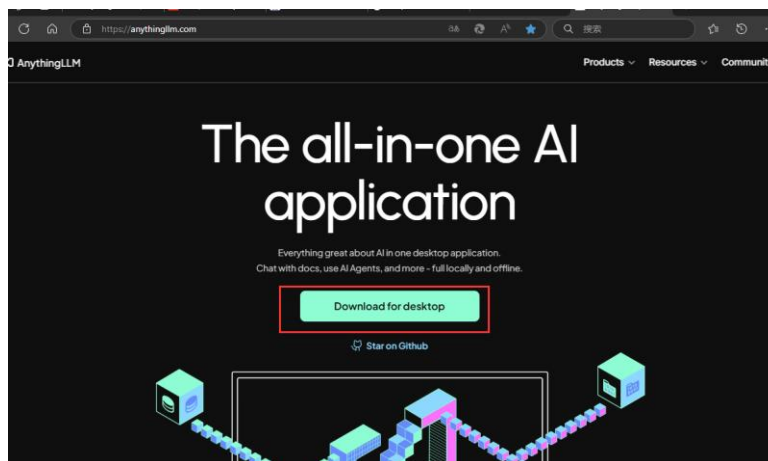 https://anythingllm.com
搜索
AnythingLLM
Products
Resources
Communit
The all-in-one AI
application
Everything great about AI in one desktop application.
Chat with docs, use AI Agents, and more - full locally and offline.
Download for desktop
Star on Github